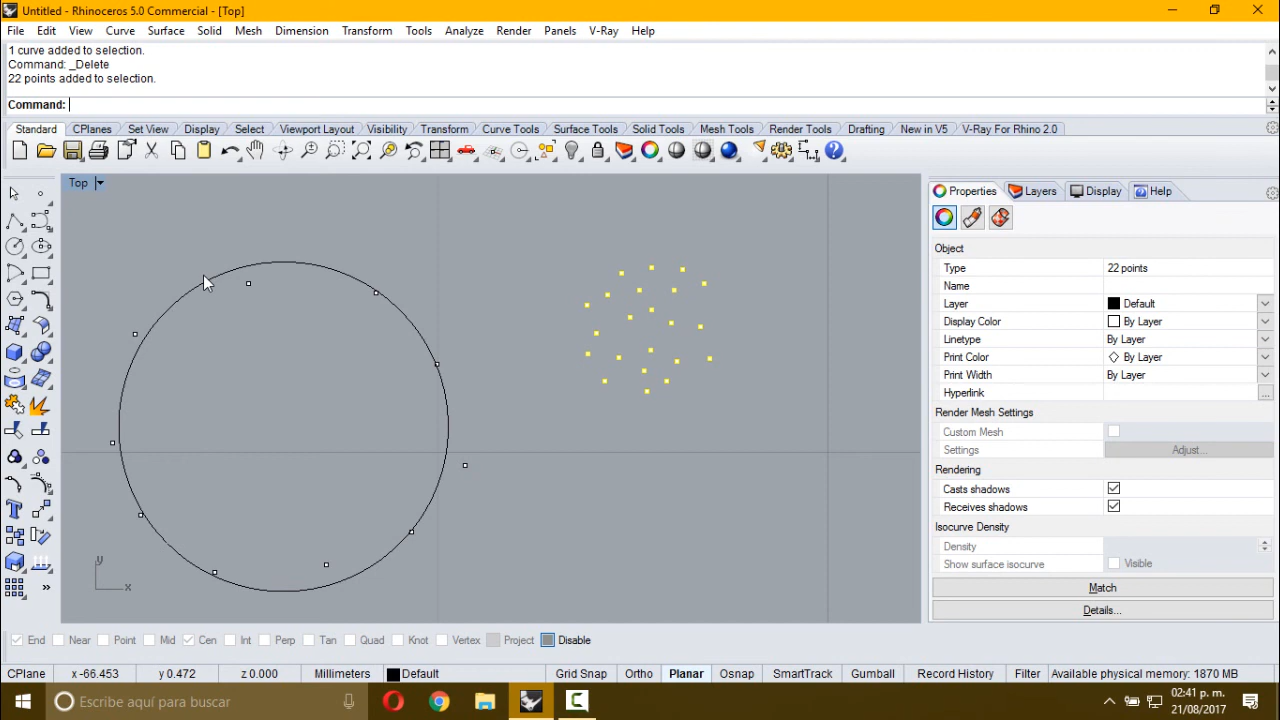 Untitled - Rhinoceros 5.0 Commercial - [Top]
File Edit View Curve Surface Solid Mesh Dimension Transform Tools Analyze Render Panels V-Ray Help
1 curve added to selection.
Command: _Delete
22 points added to selection.
Command:
Standard CPlanes Set View Display Select Viewport Layout Visibility Transform Curve Tools Surface Tools Solid Tools Mesh Tools Render Tools Drafting New in V5 V-Ray For Rhino 2.0
Top
Properties Layers Display Help
Object
Type 22 points
Name
Layer Default
Display Color By Layer
Linetype By Layer
Print Color By Layer
Print Width By Layer
Hyperlink ...
Render Mesh Settings
Custom Mesh
Settings Adjust...
Rendering
Casts shadows
Receives shadows
Isocurve Density
Density
Show surface isocurve Visible
Match
Details...
y
x
End Near Point Mid Cen Int Perp Tan Quad Knot Vertex Project Disable
CPlane x -66.453 y 0.472 z 0.000 Millimeters Default Grid Snap Ortho Planar Osnap SmartTrack Gumball Record History Filter Available physical memory: 1870 MB
Escribe aquí para buscar
02:41 p. m.
21/08/2017